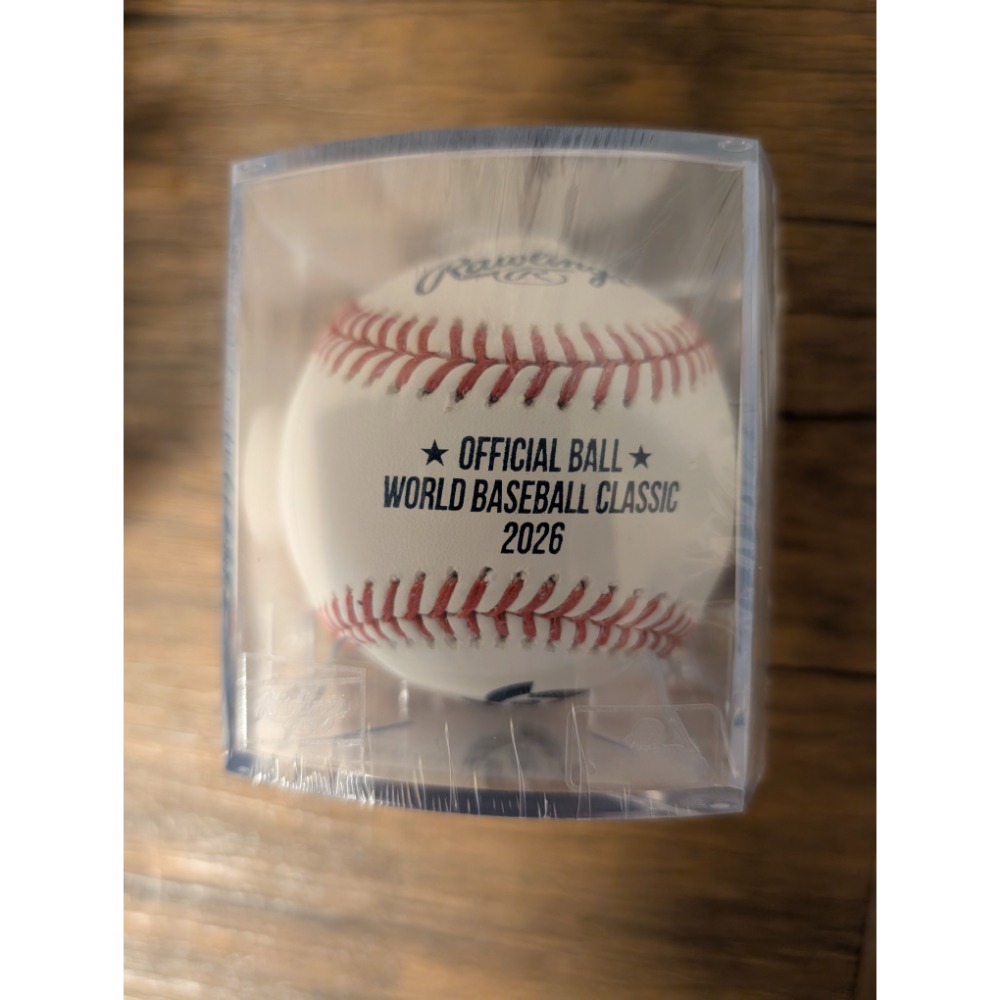 Rawlings
R
★ OFFICIAL BALL ★
WORLD BASEBALL CLASSIC
2026